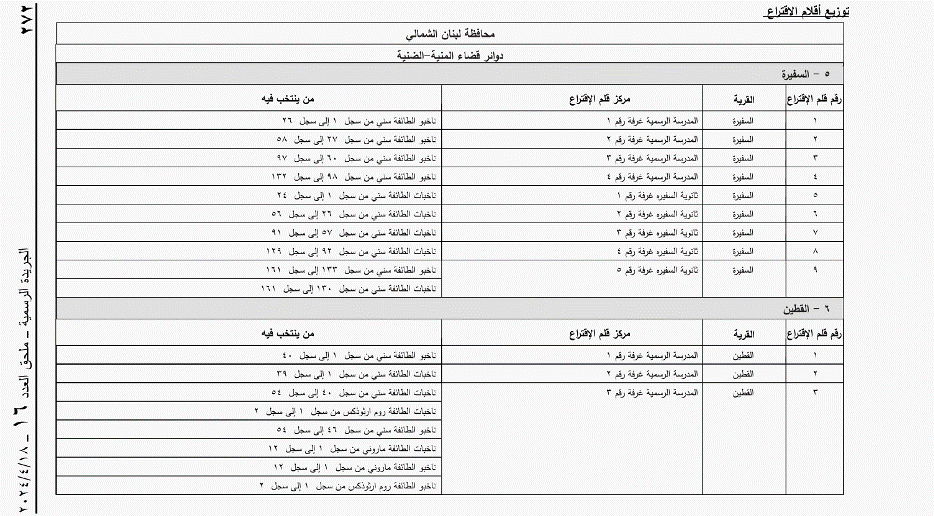 توزيع أقلام الاقتراع
٢٧٢
محافظة لبنان الشمالي
دوائر قضاء المنية-الضنية
٥ - السفيرة
رقم قلم الإقتراع القرية مركز قلم الإقتراع من ينتخب فيه
١ السفيرة المدرسة الرسمية غرفة رقم ١ ناخبو الطائفة سني من سجل ١ إلى سجل ٢٦
٢ السفيرة المدرسة الرسمية غرفة رقم ٢ ناخبو الطائفة سني من سجل ٢٧ إلى سجل ٥٨
٣ السفيرة المدرسة الرسمية غرفة رقم ٣ ناخبو الطائفة سني من سجل ٦٠ إلى سجل ٩٧
٤ السفيرة المدرسة الرسمية غرفة رقم ٤ ناخبو الطائفة سني من سجل ٩٨ إلى سجل ١٣٢
٥ السفيرة ثانوية السفيره غرفة رقم ١ ناخبات الطائفة سني من سجل ١ إلى سجل ٢٤
٦ السفيرة ثانوية السفيره غرفة رقم ٢ ناخبات الطائفة سني من سجل ٢٦ إلى سجل ٥٦
٧ السفيرة ثانوية السفيره غرفة رقم ٣ ناخبات الطائفة سني من سجل ٥٧ إلى سجل ٩١
٨ السفيرة ثانوية السفيره غرفة رقم ٤ ناخبات الطائفة سني من سجل ٩٢ إلى سجل ١٢٩
٩ السفيرة ثانوية السفيره غرفة رقم ٥ ناخبو الطائفة سني من سجل ١٣٣ إلى سجل ١٦١
ناخبات الطائفة سني من سجل ١٣٠ إلى سجل ١٦١
٦ - القطين
رقم قلم الإقتراع القرية مركز قلم الإقتراع من ينتخب فيه
١ القطين المدرسة الرسمية غرفة رقم ١ ناخبو الطائفة سني من سجل ١ إلى سجل ٤٠
٢ القطين المدرسة الرسمية غرفة رقم ٢ ناخبات الطائفة سني من سجل ١ إلى سجل ٣٩
٣ القطين المدرسة الرسمية غرفة رقم ٣ ناخبات الطائفة سني من سجل ٤٠ إلى سجل ٥٤
ناخبات الطائفة روم ارثوذكس من سجل ١ إلى سجل ٢
ناخبو الطائفة سني من سجل ٤٦ إلى سجل ٥٤
ناخبات الطائفة ماروني من سجل ١ إلى سجل ١٢
ناخبو الطائفة ماروني من سجل ١ إلى سجل ١٢
ناخبو الطائفة روم ارثوذكس من سجل ١ إلى سجل ٢
الجريدة الرسمية – ملحق العدد ١٦ – ٢٠٢٤/٤/١٨